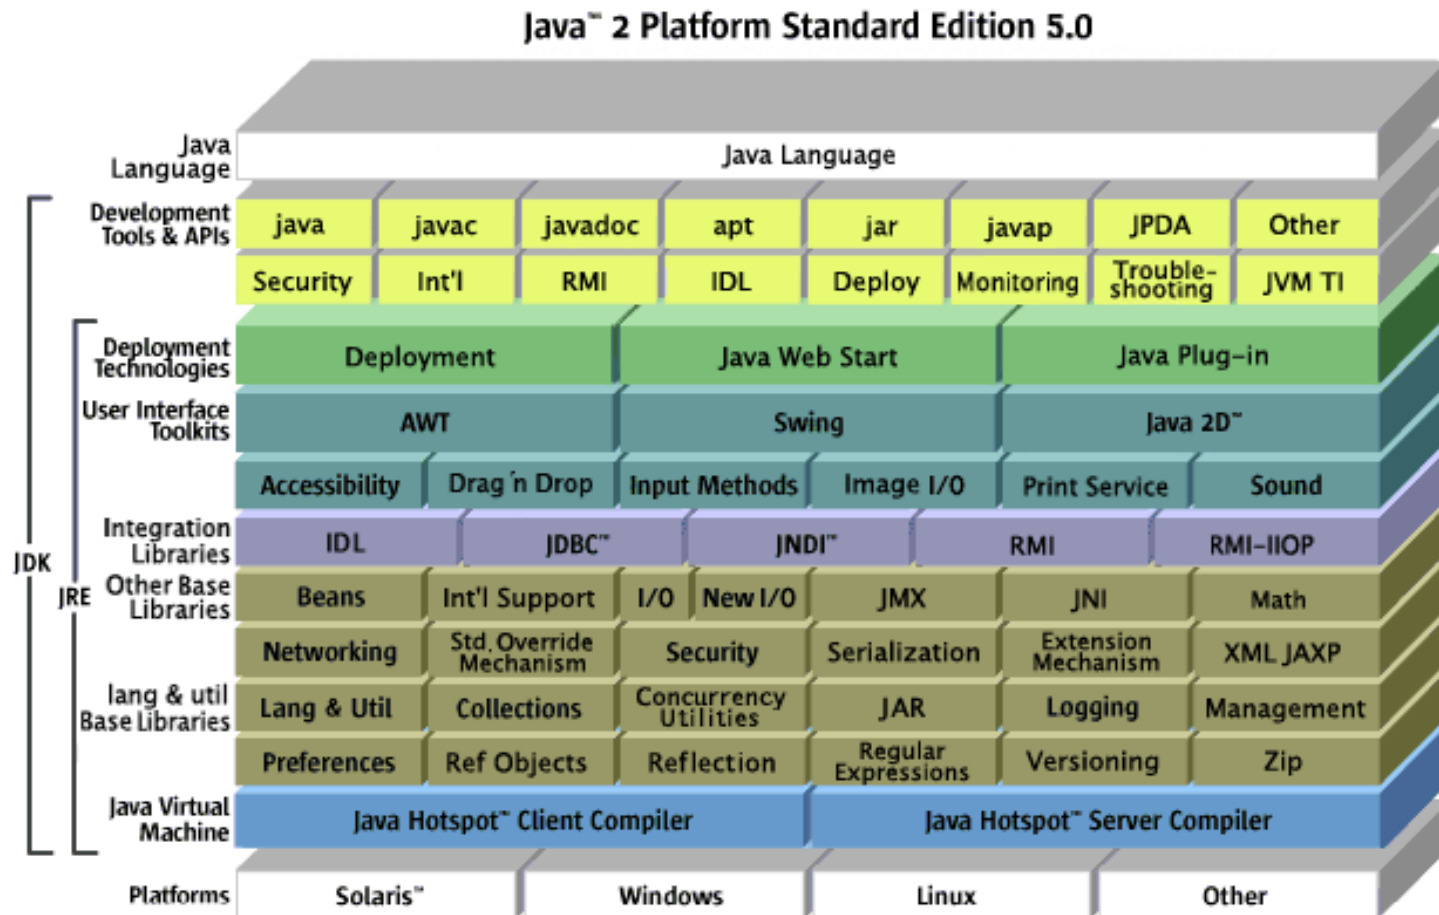 Java™ 2 Platform Standard Edition 5.0
Java
Language
Java Language
Development
Tools & APIs
java javac javadoc apt jar javap JPDA Other
Security Int'l RMI IDL Deploy Monitoring Trouble-
shooting JVM TI
Deployment
Technologies
Deployment Java Web Start Java Plug-in
User Interface
Toolkits
AWT Swing Java 2D™
Accessibility Drag 'n Drop Input Methods Image I/O Print Service Sound
Integration
Libraries
IDL JDBC™ JNDI™ RMI RMI-IIOP
JDK
JRE
Other Base
Libraries
Beans Int'l Support I/O New I/O JMX JNI Math
Networking Std. Override
Mechanism Security Serialization Extension
Mechanism XML JAXP
lang & util
Base Libraries
Lang & Util Collections Concurrency
Utilities JAR Logging Management
Preferences Ref Objects Reflection Regular
Expressions Versioning Zip
Java Virtual
Machine
Java Hotspot™ Client Compiler Java Hotspot™ Server Compiler
Platforms
Solaris™ Windows Linux Other